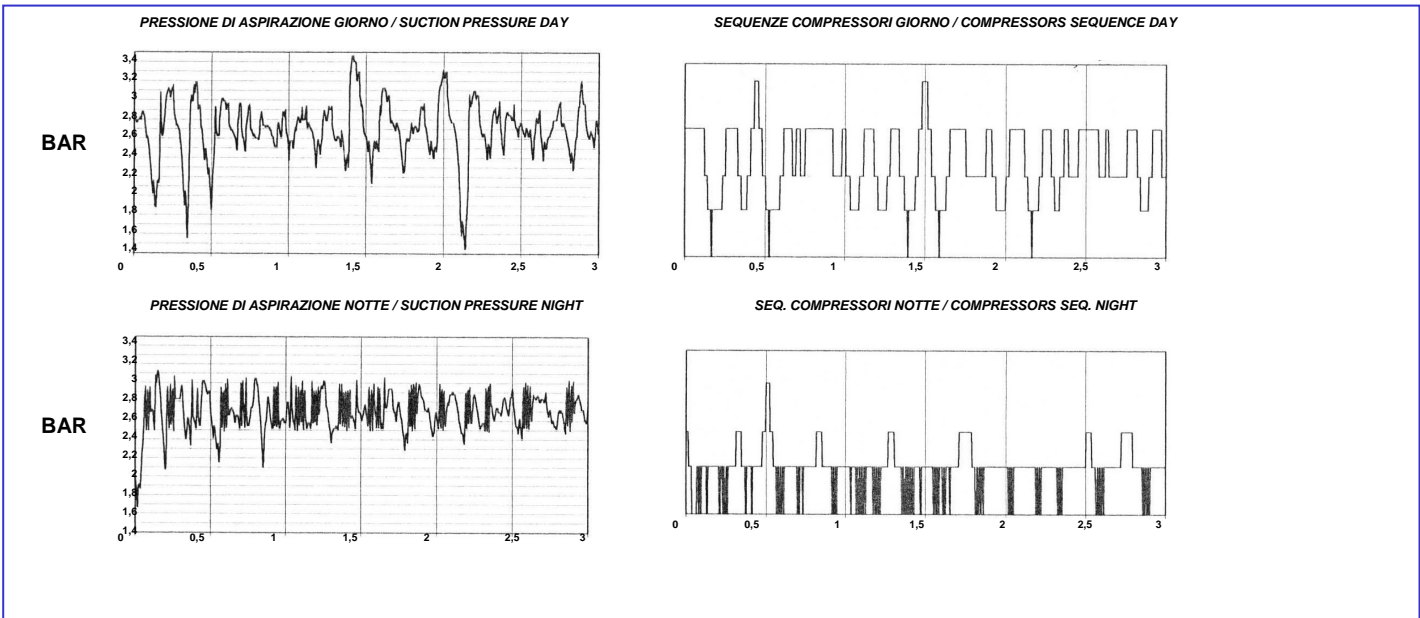 PRESSIONE DI ASPIRAZIONE GIORNO / SUCTION PRESSURE DAY
BAR
3,4
3,2
3
2,8
2,6
2,4
2,2
2
1,8
1,6
1,4
0 0,5 1 1,5 2 2,5 3
SEQUENZE COMPRESSORI GIORNO / COMPRESSORS SEQUENCE DAY
0 0,5 1 1,5 2 2,5 3
PRESSIONE DI ASPIRAZIONE NOTTE / SUCTION PRESSURE NIGHT
BAR
3,4
3,2
3
2,8
2,6
2,4
2,2
2
1,8
1,6
1,4
0 0,5 1 1,5 2 2,5 3
SEQ. COMPRESSORI NOTTE / COMPRESSORS SEQ. NIGHT
0 0,5 1 1,5 2 2,5 3